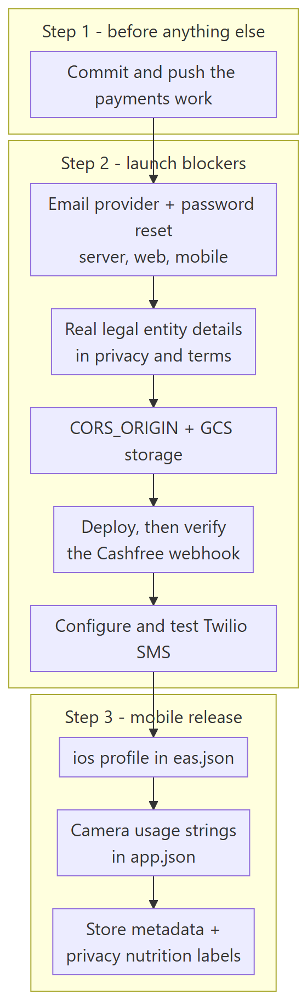 Step 1 - before anything else
Commit and push the
payments work
Step 2 - launch blockers
Email provider + password
reset
server, web, mobile
Real legal entity details
in privacy and terms
CORS_ORIGIN + GCS
storage
Deploy, then verify
the Cashfree webhook
Configure and test Twilio
SMS
Step 3 - mobile release
ios profile in eas.json
Camera usage strings
in app.json
Store metadata +
privacy nutrition labels